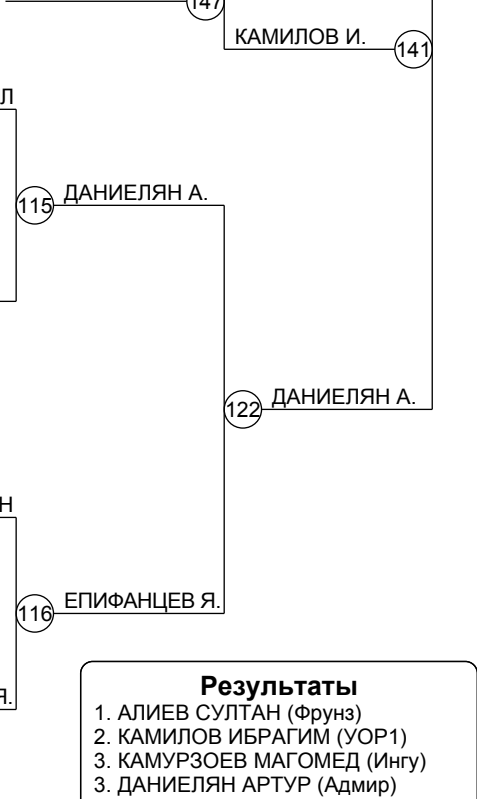 147
КАМИЛОВ И.
141
Л
115
ДАНИЕЛЯН А.
122
ДАНИЕЛЯН А.
Н
116
ЕПИФАНЦЕВ Я.
Я.
Результаты
1. АЛИЕВ СУЛТАН (Фрунз)
2. КАМИЛОВ ИБРАГИМ (УОР1)
3. КАМУРЗОЕВ МАГОМЕД (Ингу)
3. ДАНИЕЛЯН АРТУР (Адмир)